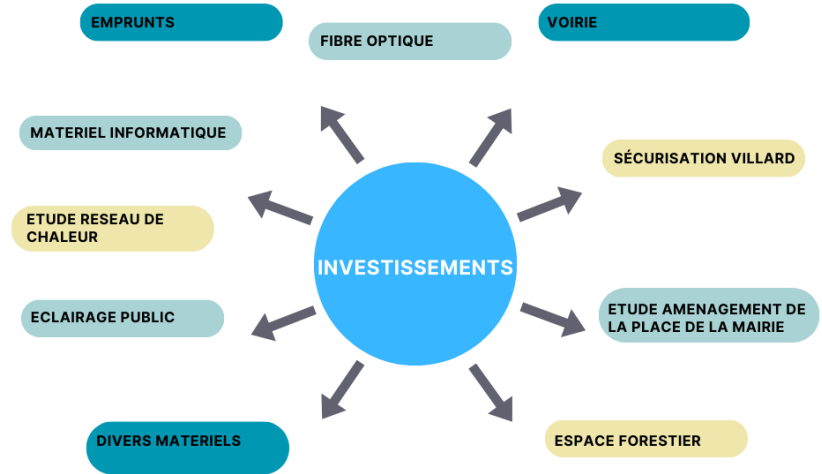 EMPRUNTS
FIBRE OPTIQUE
VOIRIE
MATERIEL INFORMATIQUE
SÉCURISATION VILLARD
ETUDE RESEAU DE
CHALEUR
INVESTISSEMENTS
ECLAIRAGE PUBLIC
ETUDE AMENAGEMENT DE
LA PLACE DE LA MAIRIE
DIVERS MATERIELS
ESPACE FORESTIER